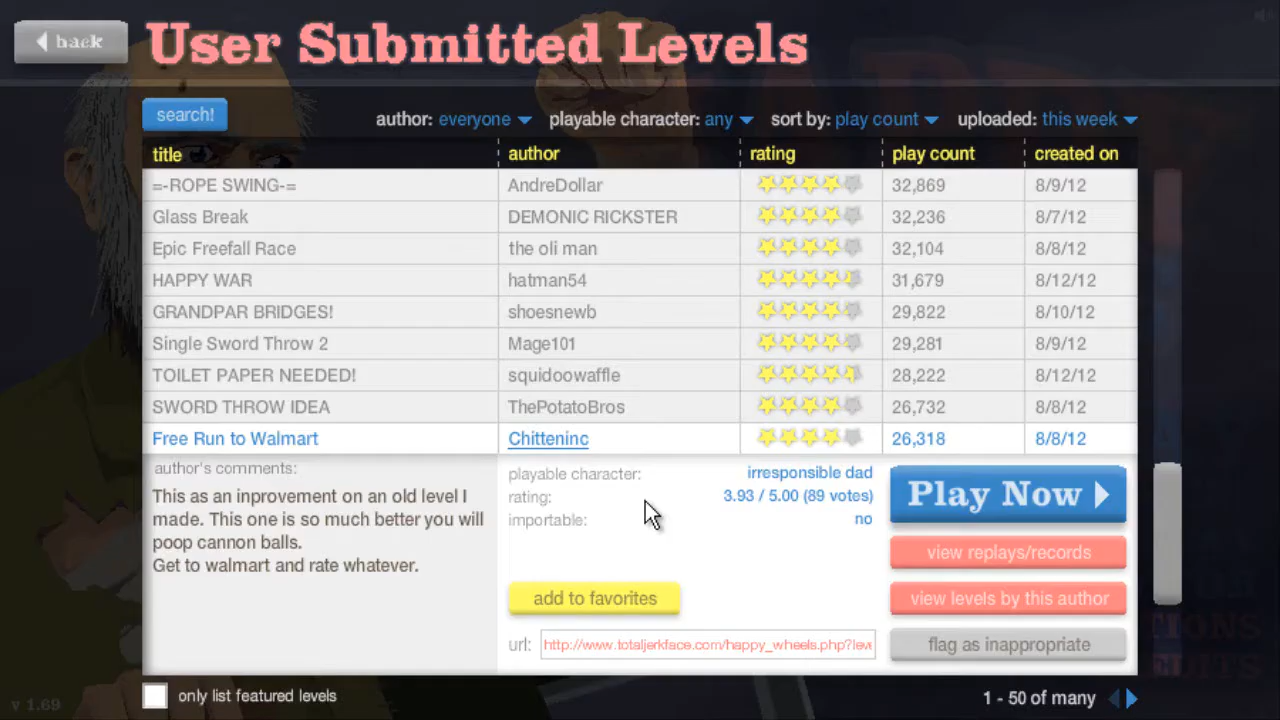 back
User Submitted Levels
search!
author: everyone playable character: any sort by: play count uploaded: this week
title author rating play count created on
=-ROPE SWING-= AndreDollar 32,869 8/9/12
Glass Break DEMONIC RICKSTER 32,236 8/7/12
Epic Freefall Race the oli man 32,104 8/8/12
HAPPY WAR hatman54 31,679 8/12/12
GRANDPAR BRIDGES! shoesnewb 29,822 8/10/12
Single Sword Throw 2 Mage101 29,281 8/9/12
TOILET PAPER NEEDED! squidoowaffle 28,222 8/12/12
SWORD THROW IDEA ThePotatoBros 26,732 8/8/12
Free Run to Walmart Chitteninc 26,318 8/8/12
author's comments:
This as an inprovement on an old level I
made. This one is so much better you will
poop cannon balls.
Get to walmart and rate whatever.
playable character: irresponsible dad
rating: 3.93 / 5.00 (89 votes)
importable: no
add to favorites
url: http://www.totaljerkface.com/happy_wheels.php?lev
Play Now
view replays/records
view levels by this author
flag as inappropriate
only list featured levels
1 - 50 of many
v 1.69